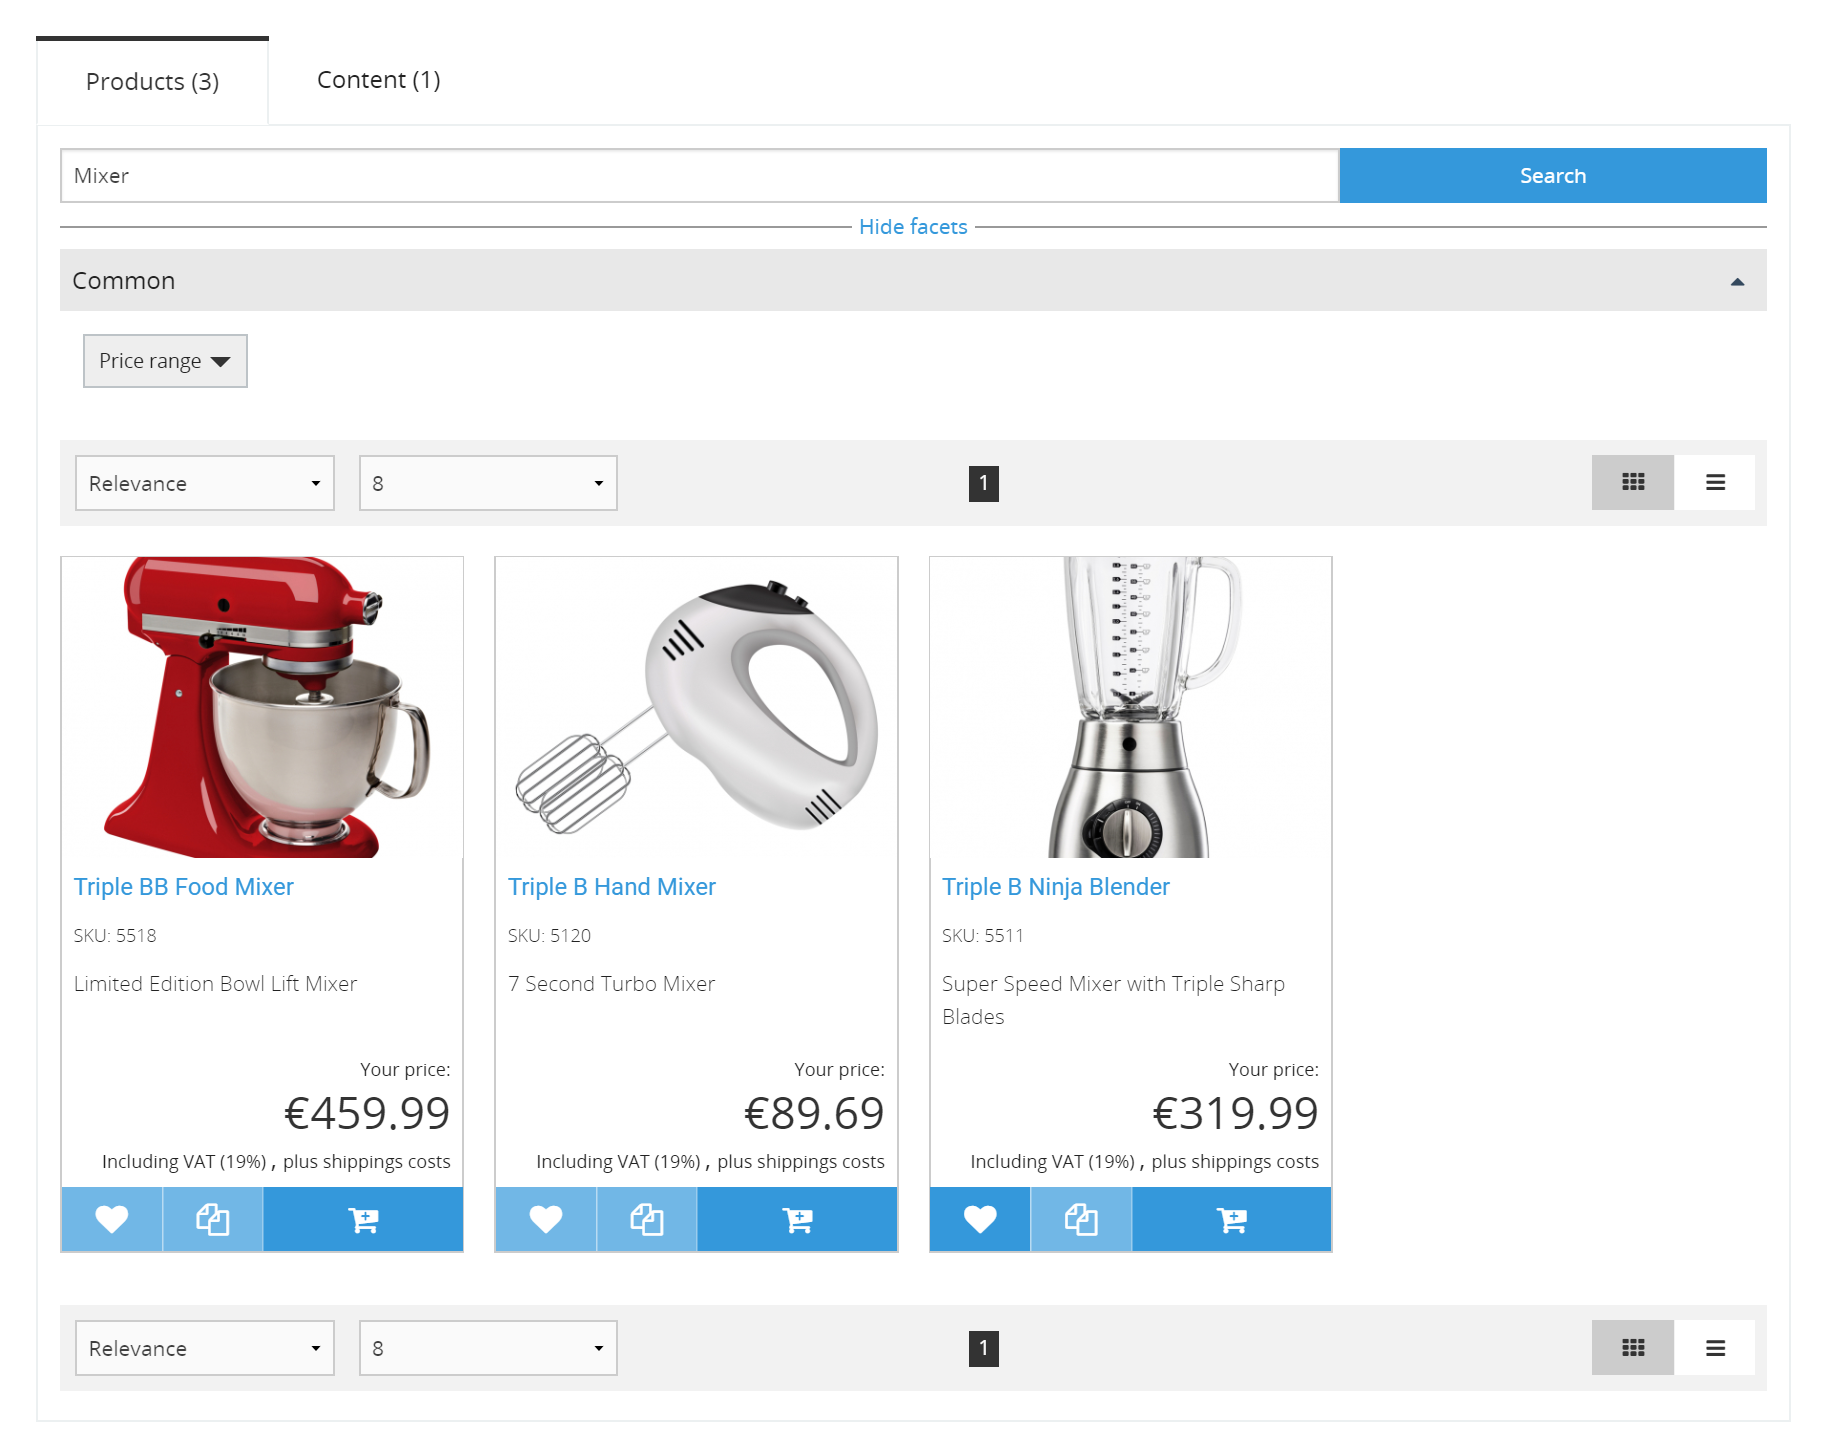 Products (3)
Content (1)
Mixer
Search
Hide facets
Common
Price range
Relevance
8
1
Triple BB Food Mixer
SKU: 5518
Limited Edition Bowl Lift Mixer
Your price:
€459.99
Including VAT (19%) , plus shippings costs
Triple B Hand Mixer
SKU: 5120
7 Second Turbo Mixer
Your price:
€89.69
Including VAT (19%) , plus shippings costs
Triple B Ninja Blender
SKU: 5511
Super Speed Mixer with Triple Sharp
Blades
Your price:
€319.99
Including VAT (19%) , plus shippings costs
Relevance
8
1